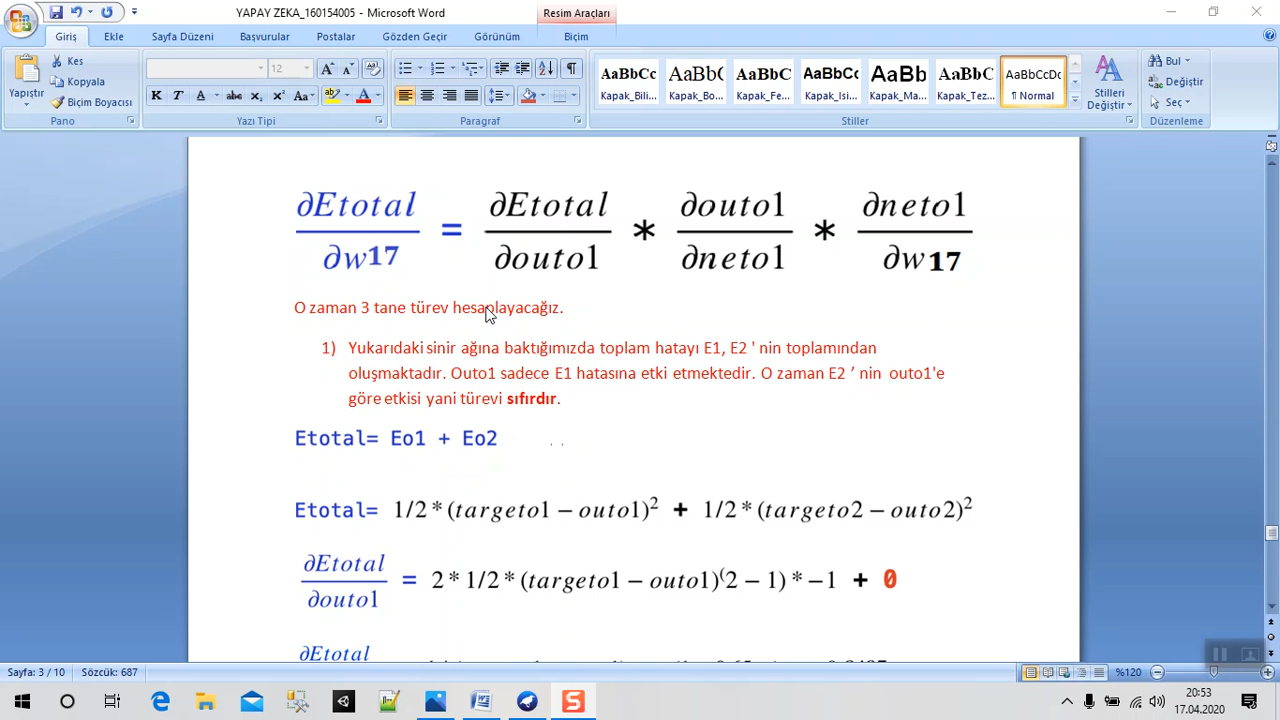 YAPAY ZEKA_160154005 - Microsoft Word
Resim Araçları
Giriş Ekle Sayfa Düzeni Başvurular Postalar Gözden Geçir Görünüm Biçim
Yapıştır
Kes
Kopyala
Biçim Boyacısı
Pano
12
K T A abe x₂ x² Aa
Yazı Tipi
Paragraf
AaBbCc AaBbC AaBbCc AaBbCc AaBb AaBbC AaBbCcDc
Kapak_Bili... Kapak_Bo... Kapak_Fe... Kapak_Isi... Kapak_Ma... Kapak_Tez... ¶ Normal
Stilleri
Değiştir
Stiller
Bul
Değiştir
Seç
Düzenleme
∂Etotal/∂w17 = ∂Etotal/∂outo1 * ∂outo1/∂neto1 * ∂neto1/∂w17
O zaman 3 tane türev hesaplayacağız.
1) Yukarıdaki sinir ağına baktığımızda toplam hatayı E1, E2 ' nin toplamından
oluşmaktadır. Outo1 sadece E1 hatasına etki etmektedir. O zaman E2 ’ nin outo1'e
göre etkisi yani türevi sıfırdır.
Etotal= Eo1 + Eo2
Etotal= 1/2*(targeto1 − outo1)² + 1/2*(targeto2 − outo2)²
∂Etotal/∂outo1 = 2*1/2*(targeto1 − outo1)⁽2 − 1)*−1 + 0
∂Etotal
Sayfa: 3 / 10 Sözcük: 687 %120
20:53
17.04.2020